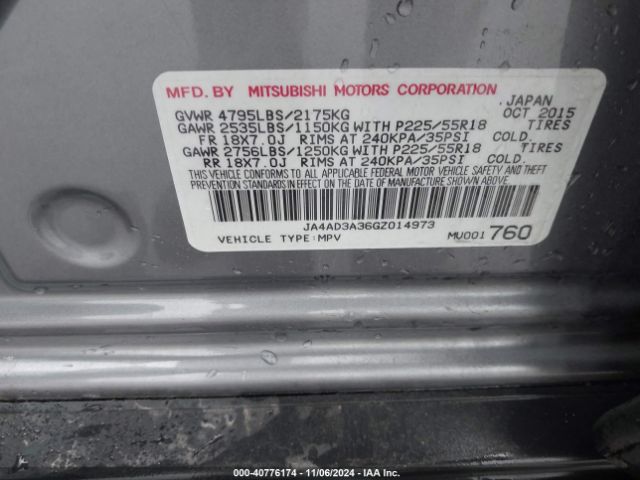 MFD. BY MITSUBISHI MOTORS CORPORATION JAPAN
GVWR 4795LBS/2175KG OCT 2015
GAWR 2535LBS/1150KG WITH P225/55R18 TIRES
FR 18X7.0J RIMS AT 240KPA/35PSI COLD.
GAWR 2756LBS/1250KG WITH P225/55R18 TIRES
RR 18X7.0J RIMS AT 240KPA/35PSI COLD.
THIS VEHICLE CONFORMS TO ALL APPLICABLE FEDERAL MOTOR VEHICLE SAFETY AND
THEFT PREVENTION STANDARDS IN EFFECT ON THE DATE OF MANUFACTURE SHOWN ABOVE.
JA4AD3A36GZ014973
VEHICLE TYPE:MPV MU001760
000-40776174 - 11/06/2024 - IAA Inc.